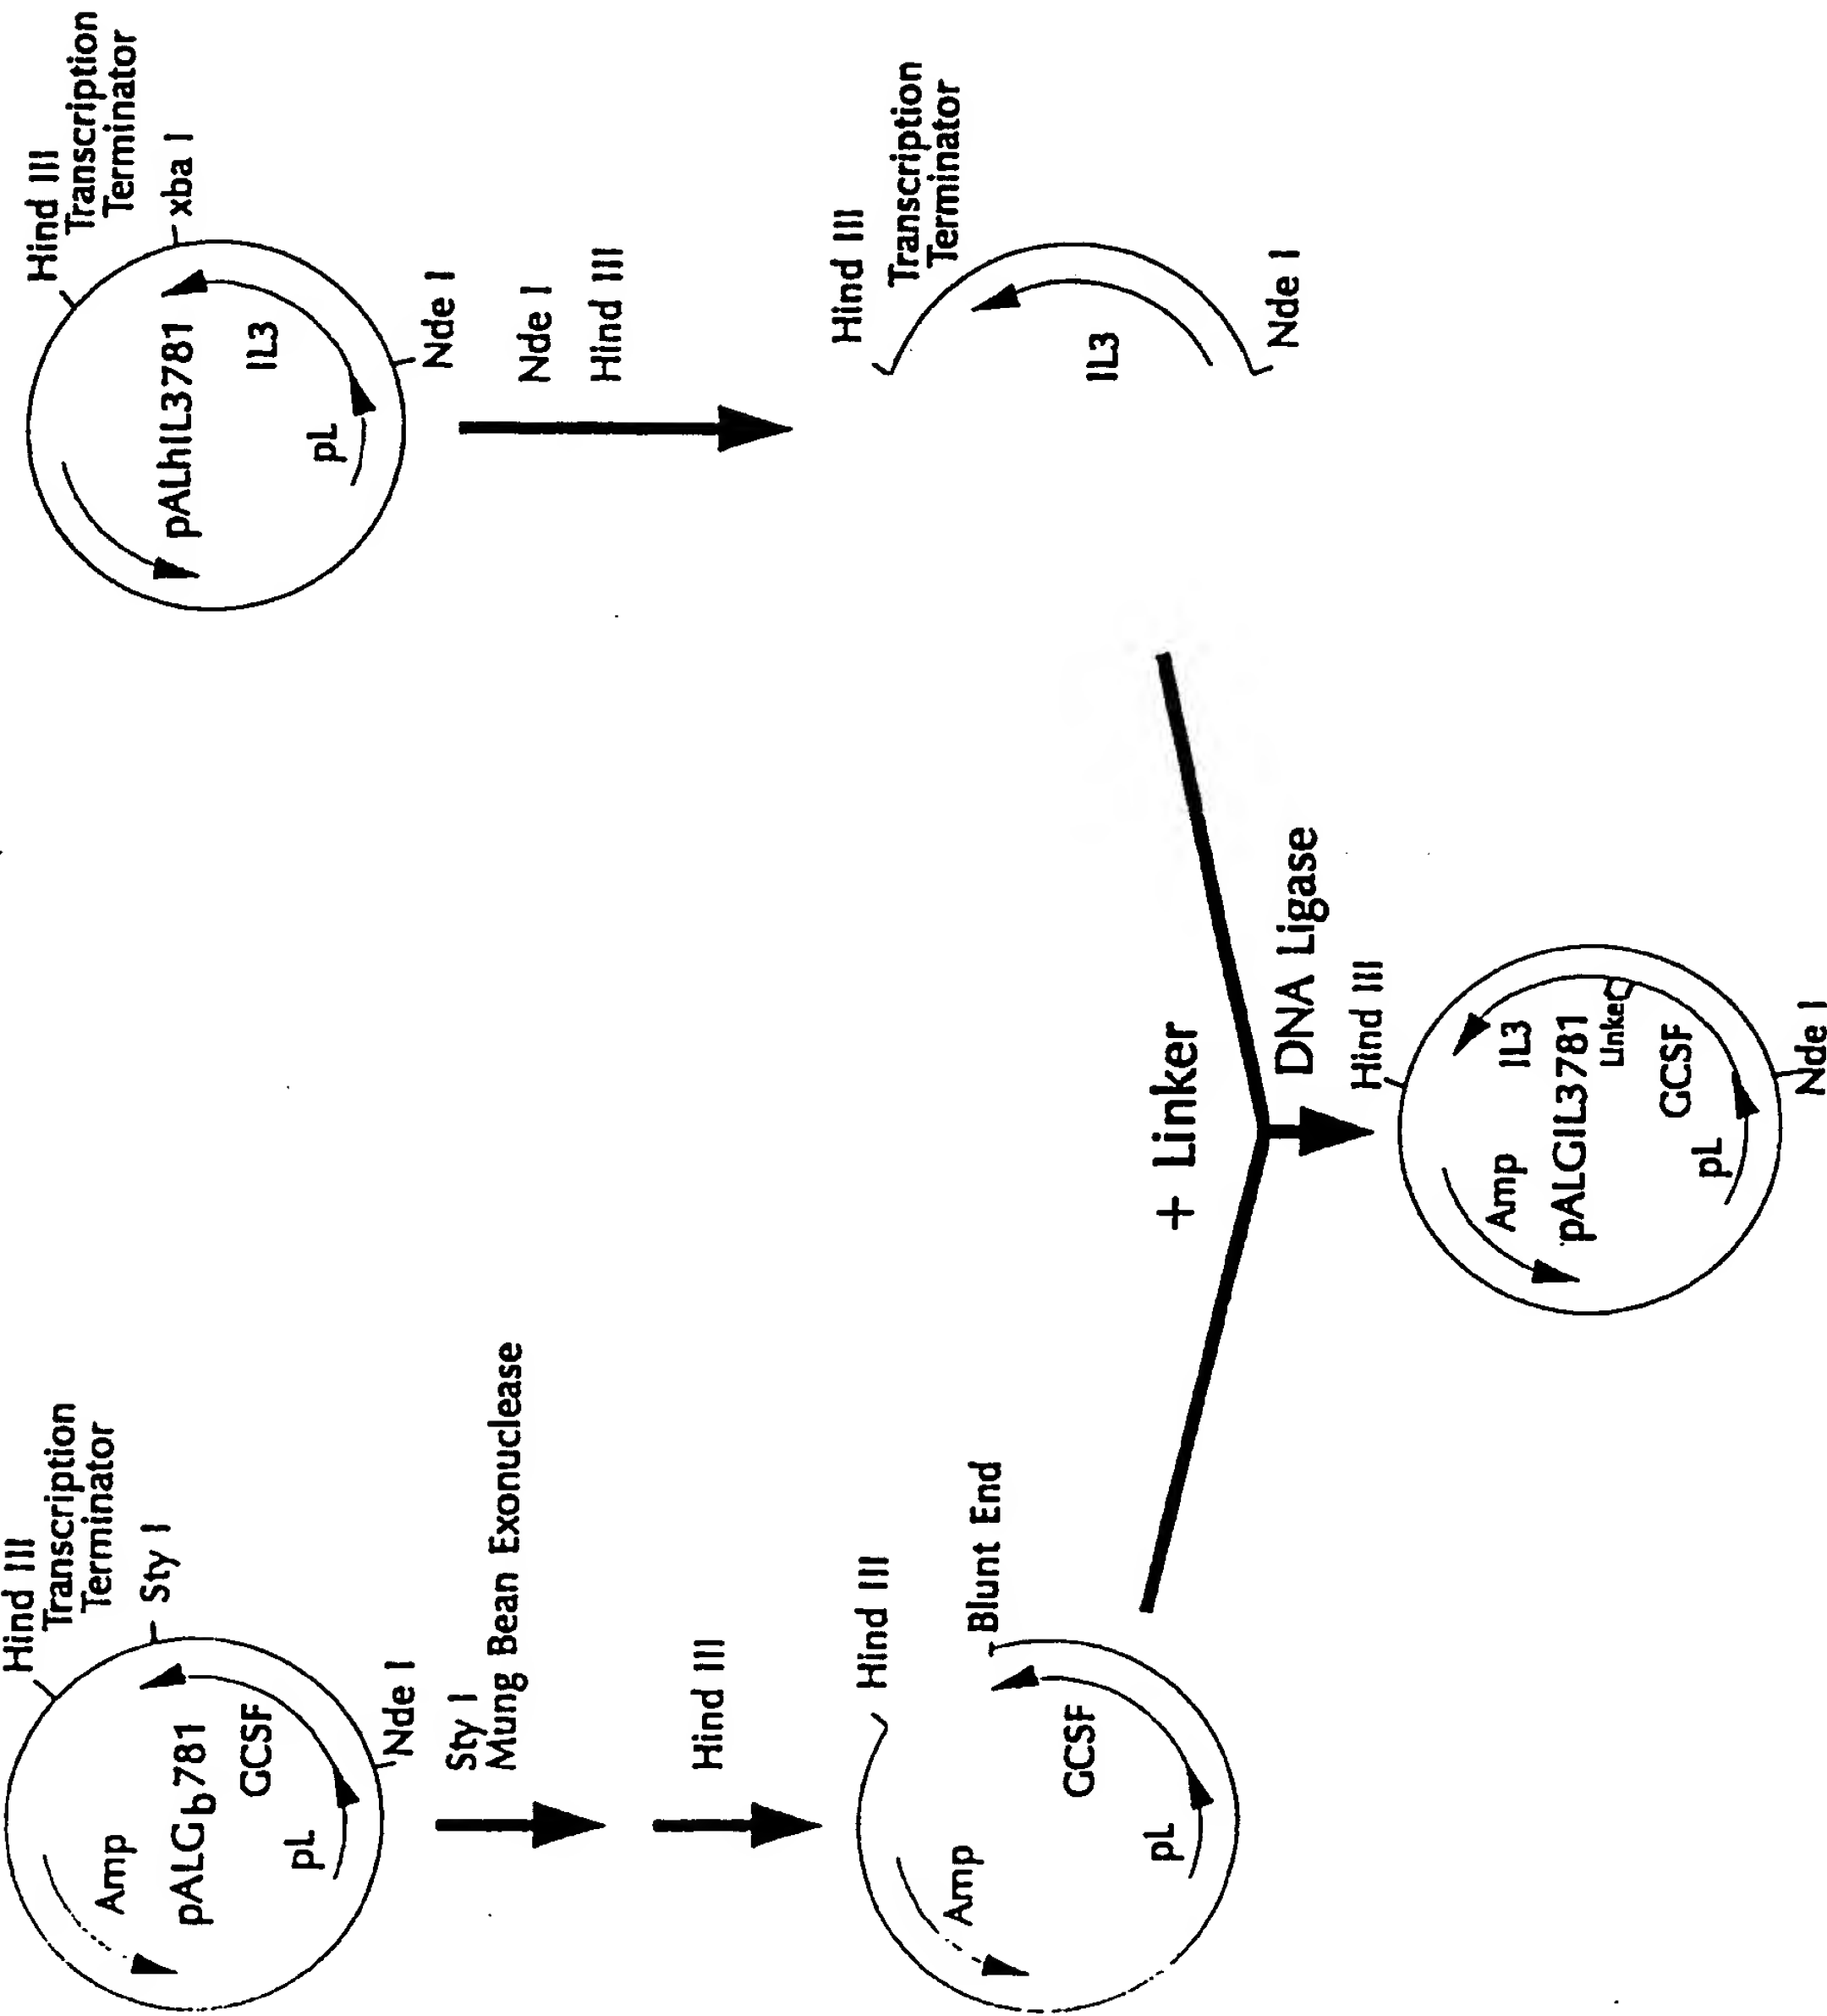 Hind III
Transcription
Terminator
Sty I
Amp
pALGb781
GCSF
pL
Nde I
Sty I
Mung Bean Exonuclease
Hind III
Hind III
Blunt End
Amp
GCSF
pL
Hind III
Transcription
Terminator
xba I
pALhIL3781
IL3
pL
Nde I
Nde I
Hind III
Hind III
Transcription
Terminator
IL3
Nde I
+ Linker
DNA Ligase
Hind III
Amp
IL3
pALGIL3781
Linker
GCSF
pL
Nde I